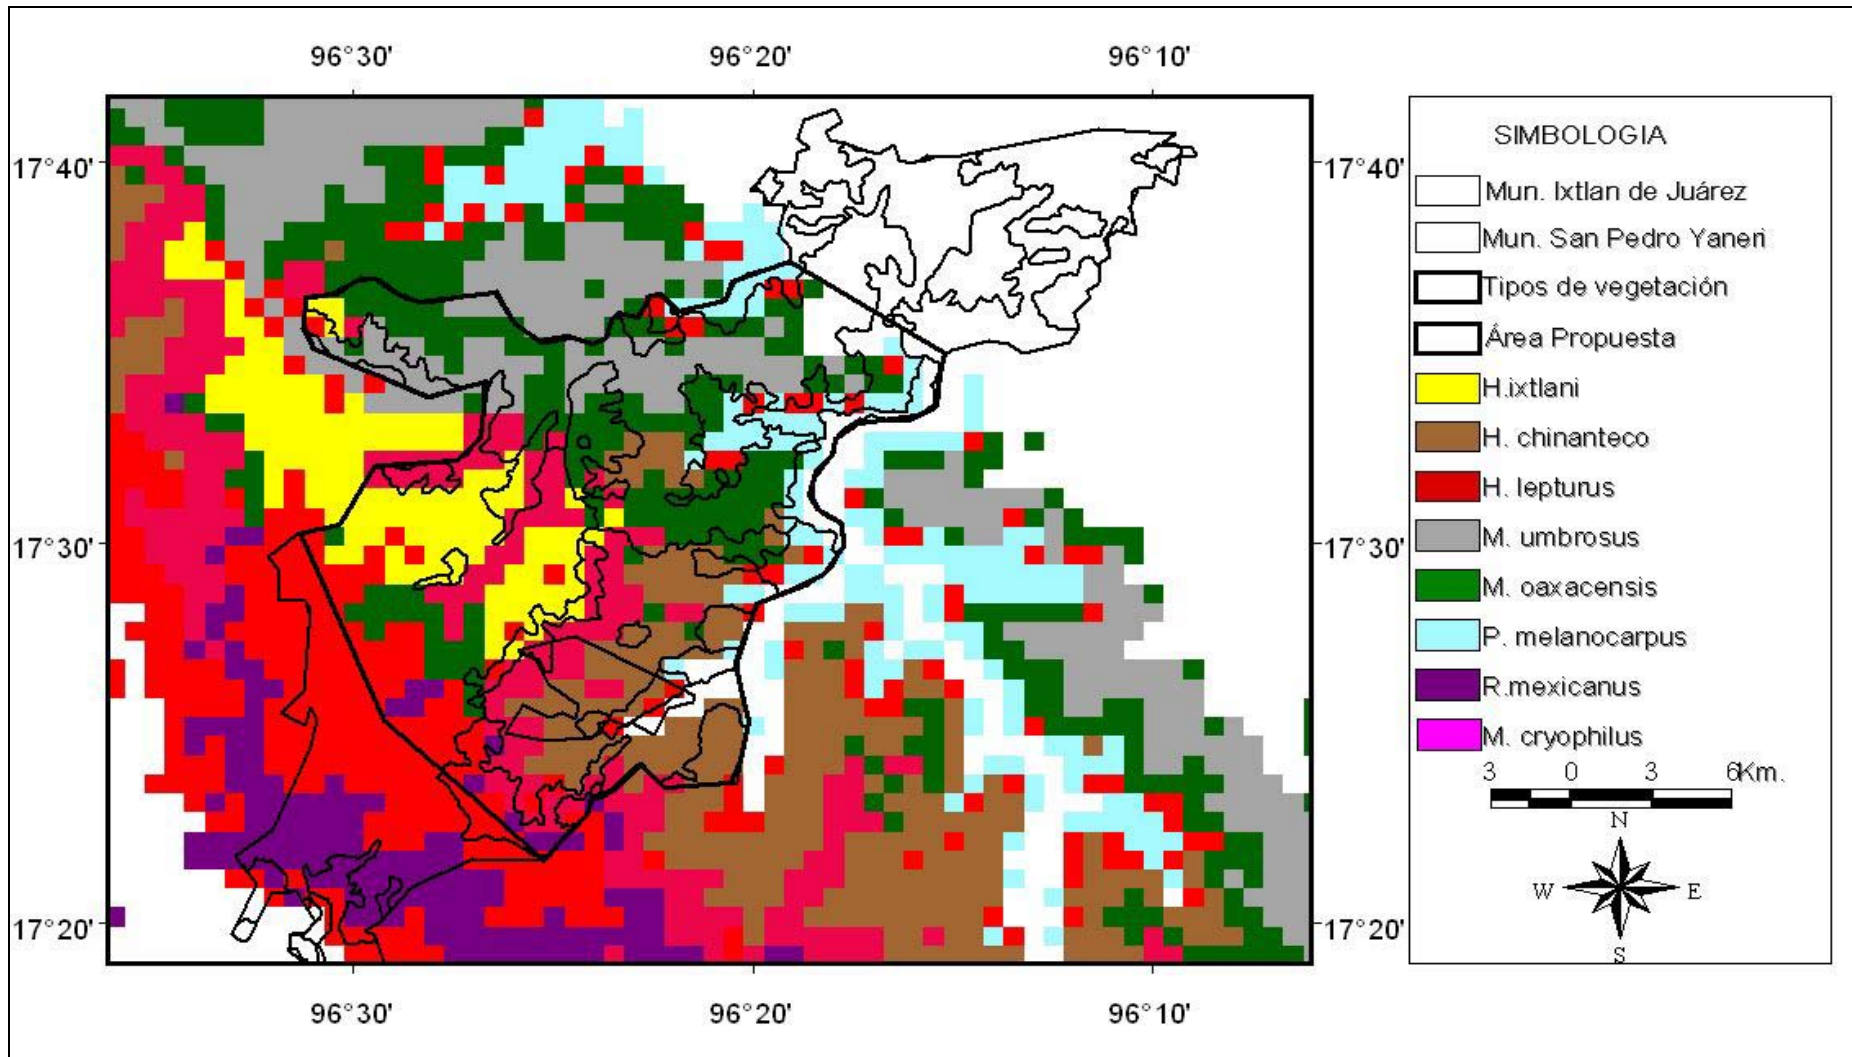 96°30' 96°20' 96°10'
17°40' 17°40'
17°30' 17°30'
17°20' 17°20'
96°30' 96°20' 96°10'
SIMBOLOGIA
Mun. Ixtlan de Juárez
Mun. San Pedro Yaneri
Tipos de vegetación
Área Propuesta
H.ixtlani
H. chinanteco
H. lepturus
M. umbrosus
M. oaxacensis
P. melanocarpus
R.mexicanus
M. cryophilus
3 0 3 6Km.
N
W E
S